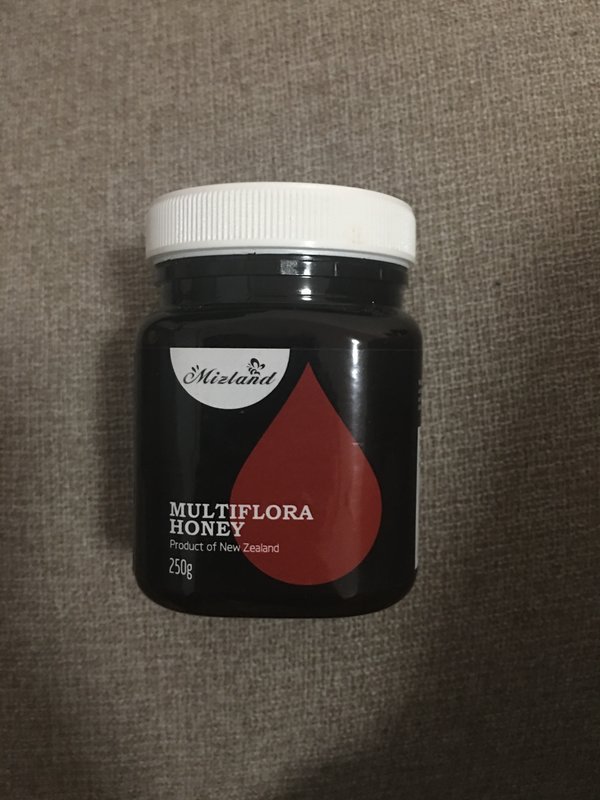 Mizland
MULTIFLORA
HONEY
Product of New Zealand
250g